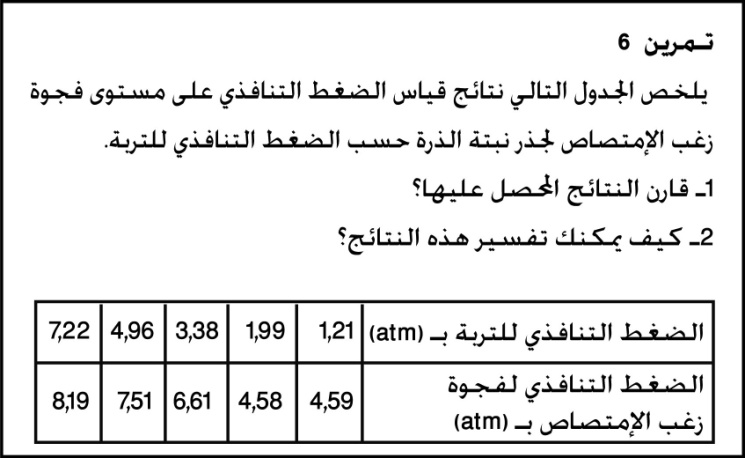 تـمرين 6
يلخص الجدول التالي نتائج قياس الضغط التنافذي على مستوى فجوة
زغب الإمتصاص لجذر نبتة الذرة حسب الضغط التنافذي للتربة.
1ـ قارن النتائج المحصل عليها؟
2ـ كيف يمكنك تفسير هذه النتائج؟
الضغط التنافذي للتربة بـ (atm) 1,21 1,99 3,38 4,96 7,22
الضغط التنافذي لفجوة
زغب الإمتصاص بـ (atm) 4,59 4,58 6,61 7,51 8,19